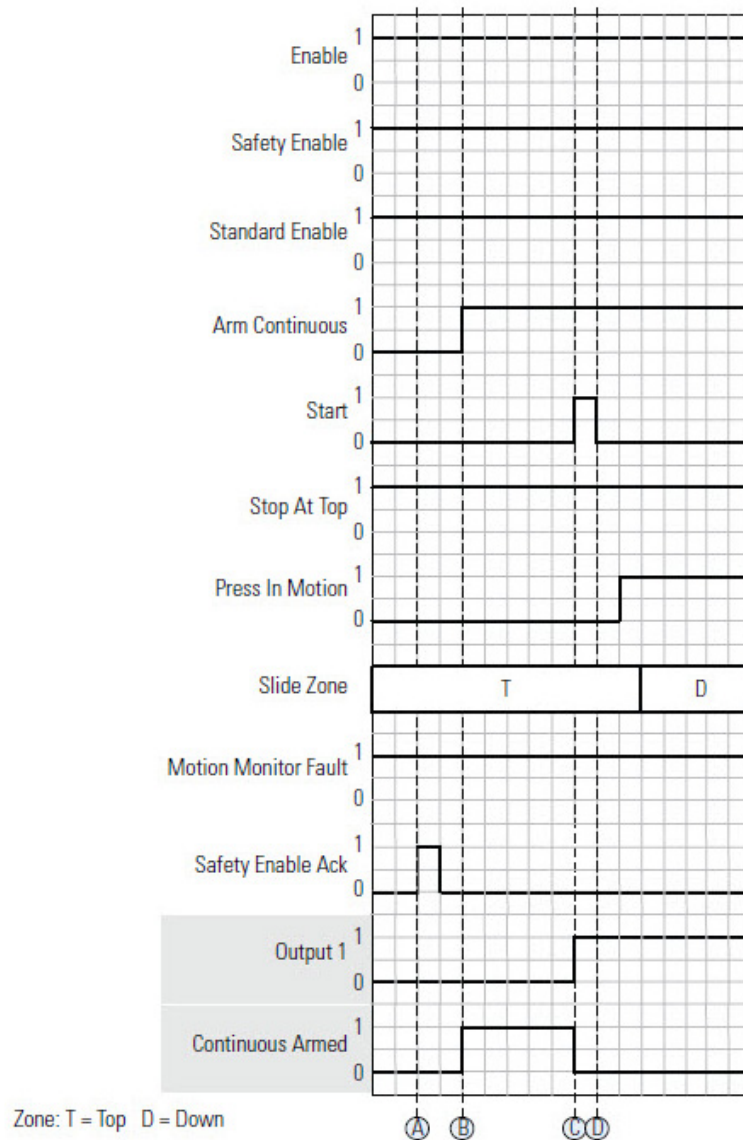 1
Enable
0
1
Safety Enable
0
1
Standard Enable
0
1
Arm Continuous
0
1
Start
0
1
Stop At Top
0
1
Press In Motion
0
Slide Zone T D
1
Motion Monitor Fault
0
1
Safety Enable Ack
0
1
Output 1
0
1
Continuous Armed
0
Zone: T = Top D = Down
A B C D